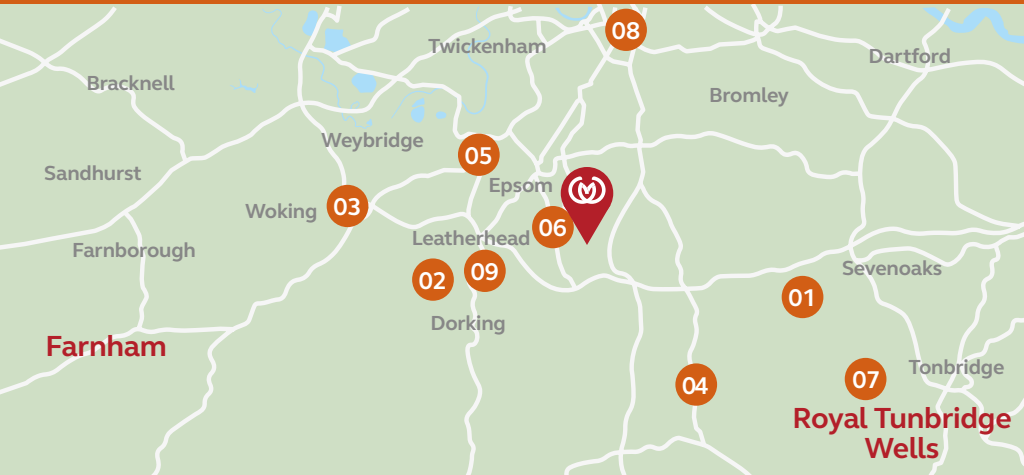 08
Twickenham
Dartford
Bracknell
Bromley
Weybridge
05
Sandhurst
Epsom
03
Woking
06
Leatherhead
Farnborough
Sevenoaks
02
09
01
Dorking
Farnham
Tonbridge
04
07
Royal Tunbridge
Wells